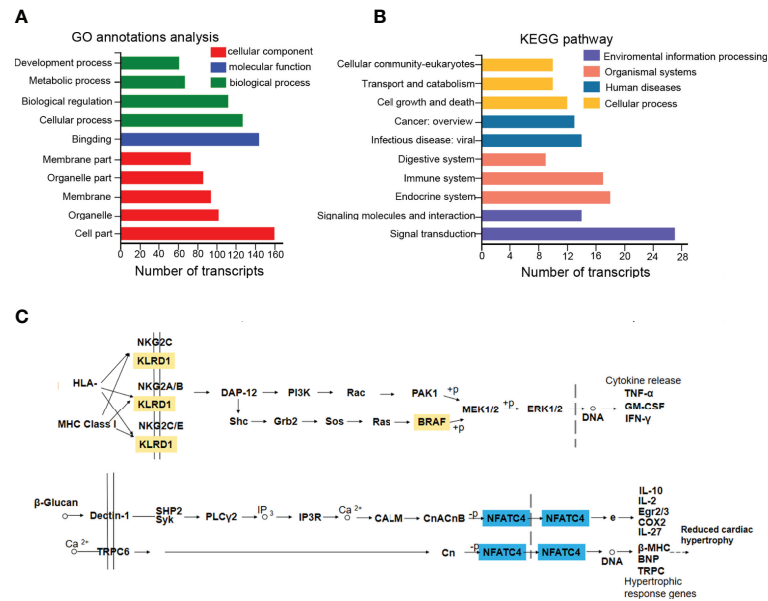 A
GO annotations analysis
cellular component
molecular function
biological process
Development process
Metabolic process
Biological regulation
Cellular process
Bingding
Membrane part
Organelle part
Membrane
Organelle
Cell part
0 20 40 60 80 100 120 140 160
Number of transcripts
B
KEGG pathway
Enviromental information processing
Organismal systems
Human diseases
Cellular process
Cellular community-eukaryotes
Transport and catabolism
Cell growth and death
Cancer: overview
Infectious disease: viral
Digestive system
Immune system
Endocrine system
Signaling molecules and interaction
Signal transduction
0 4 8 12 16 20 24 28
Number of transcripts
C
NKG2C
KLRD1
HLA-
NKG2A/B
KLRD1
MHC Class I
NKG2C/E
KLRD1
DAP-12 PI3K Rac PAK1 +p
Shc Grb2 Sos Ras BRAF +p
MEK1/2 +p ERK1/2
DNA
Cytokine release
TNF-α
GM-CSF
IFN-γ
β-Glucan
Dectin-1
SHP2
Syk
PLCγ2 IP3 IP3R Ca 2+ CALM CnACnB -p NFATC4 NFATC4 e
IL-10
IL-2
Egr2/3
COX2
IL-27
Ca 2+
TRPC6 Cn -p NFATC4 NFATC4
DNA
β-MHC
BNP
TRPC
Hypertrophic
response genes
Reduced cardiac
hypertrophy